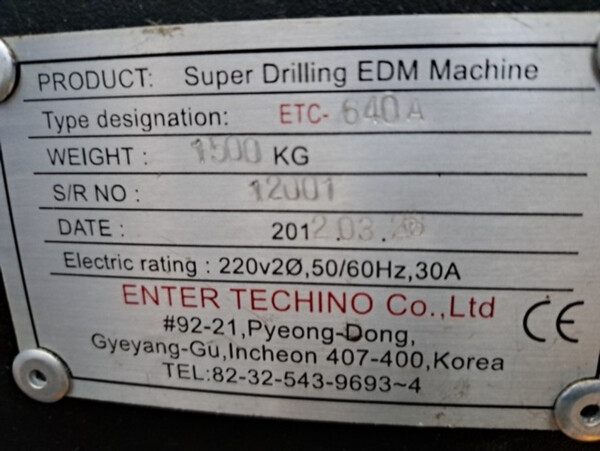 PRODUCT: Super Drilling EDM Machine
Type designation: ETC-640A
WEIGHT : 1500 KG
S/R NO : 12001
DATE : 2012.03.
Electric rating : 220v2Ø,50/60Hz,30A
ENTER TECHINO Co.,Ltd
CE
#92-21,Pyeong-Dong,
Gyeyang-Gu,Incheon 407-400,Korea
TEL:82-32-543-9693~4